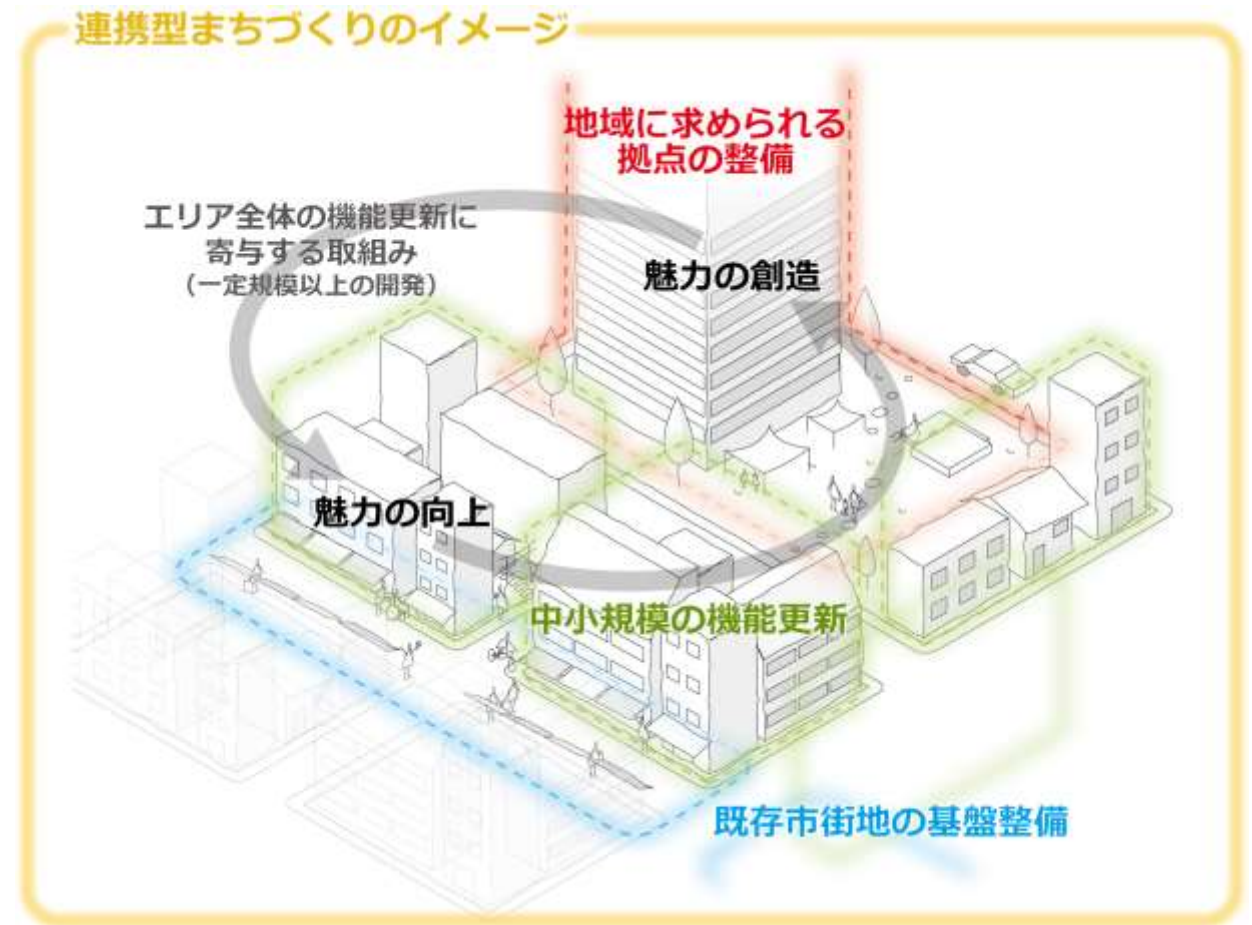 連携型まちづくりのイメージ
地域に求められる
拠点の整備
エリア全体の機能更新に
寄与する取組み
（一定規模以上の開発）
魅力の創造
魅力の向上
中小規模の機能更新
既存市街地の基盤整備